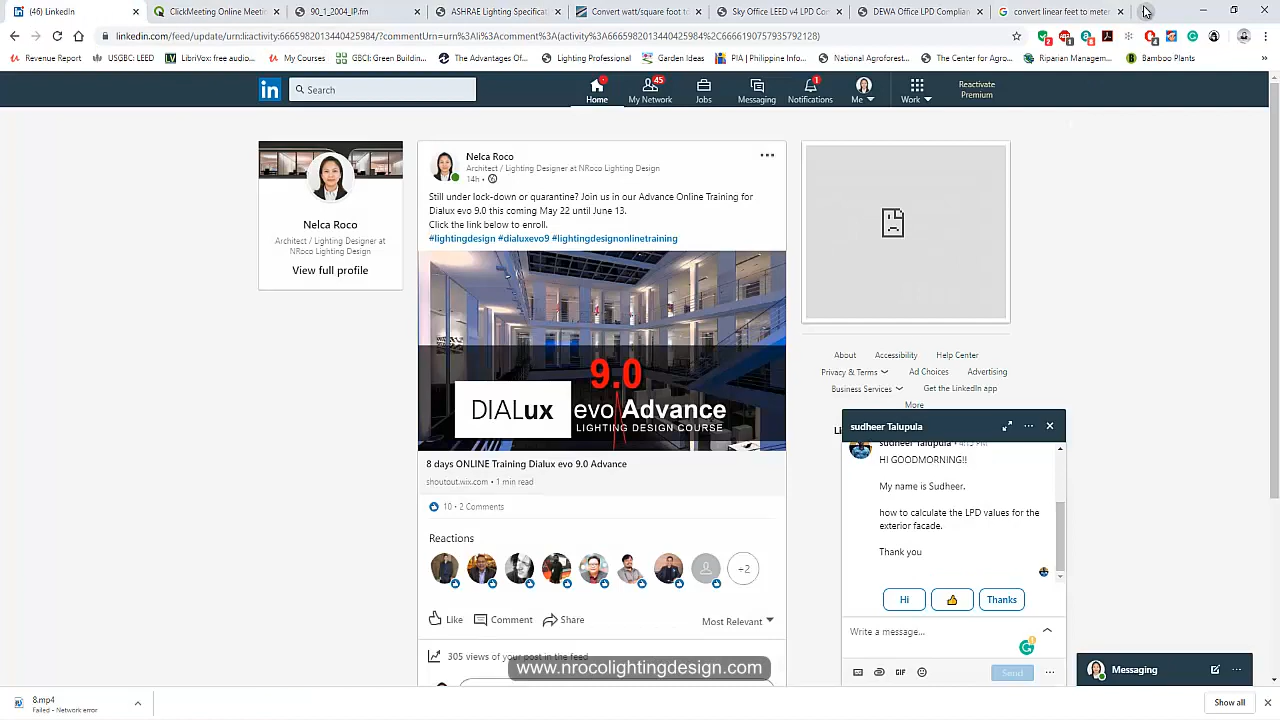 (46) LinkedIn
ClickMeeting Online Meeti
90_1_2004_IP.fm
ASHRAE Lighting Specificat
Convert watt/square foot t
Sky Office LEED v4 LPD Co
DEWA Office LPD Complian
convert linear feet to meter
linkedin.com/feed/update/urn:li:activity:6665982013440425984/?commentUrn=urn%3Ali%3Acomment%3A(activity%3A6665982013440425984%2C6666190757935792128)
Revenue Report
USGBC: LEED
LibriVox: free audio...
My Courses
GBCI Green Building...
The Advantages Of...
Lighting Professional...
Garden Ideas
PIA | Philippine Info...
National Agroforest...
The Center for Agro...
Riparian Managem...
Bamboo Plants
Search
45
1
Home
My Network
Jobs
Messaging
Notifications
Me
Work
Reactivate
Premium
Nelca Roco
Architect / Lighting Designer at
NRoco Lighting Design
View full profile
Nelca Roco
Architect / Lighting Designer at NRoco Lighting Design
14h •
Still under lock-down or quarantine? Join us in our Advance Online Training for
Dialux evo 9.0 this coming May 22 until June 13.
Click the link below to enroll.
#lightingdesign #dialuxevo9 #lightingdesignonlinetraining
9.0
DIALux evo Advance
LIGHTING DESIGN COURSE
8 days ONLINE Training Dialux evo 9.0 Advance
shoutout.wix.com • 1 min read
10 • 2 Comments
Reactions
+2
Like
Comment
Share
Most Relevant
305 views of your post in the feed
www.nrocolightingdesign.com
About
Accessibility
Help Center
Privacy & Terms
Ad Choices
Advertising
Business Services
Get the LinkedIn app
More
sudheer Talupula
sudheer Talupula
HI GOODMORNING!!
My name is Sudheer.
how to calculate the LPD values for the
exterior facade.
Thank you
Hi
Thanks
Write a message...
GIF
Send
Messaging
8.mp4
Failed - Network error
Show all